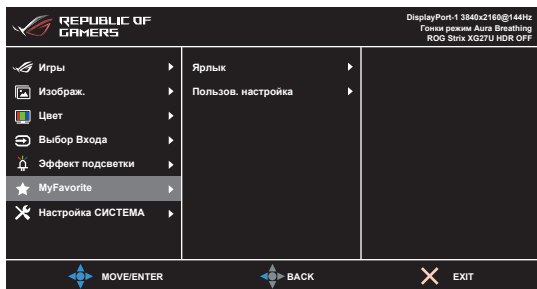 REPUBLIC OF
GAMERS
DisplayPort-1 3840x2160@144Hz
Гонки режим Aura Breathing
ROG Strix XG27U HDR OFF
Игры
Изображ.
Цвет
Выбор Входа
Эффект подсветки
MyFavorite
Настройка СИСТЕМА
Ярлык
Пользов. настройка
MOVE/ENTER
BACK
EXIT